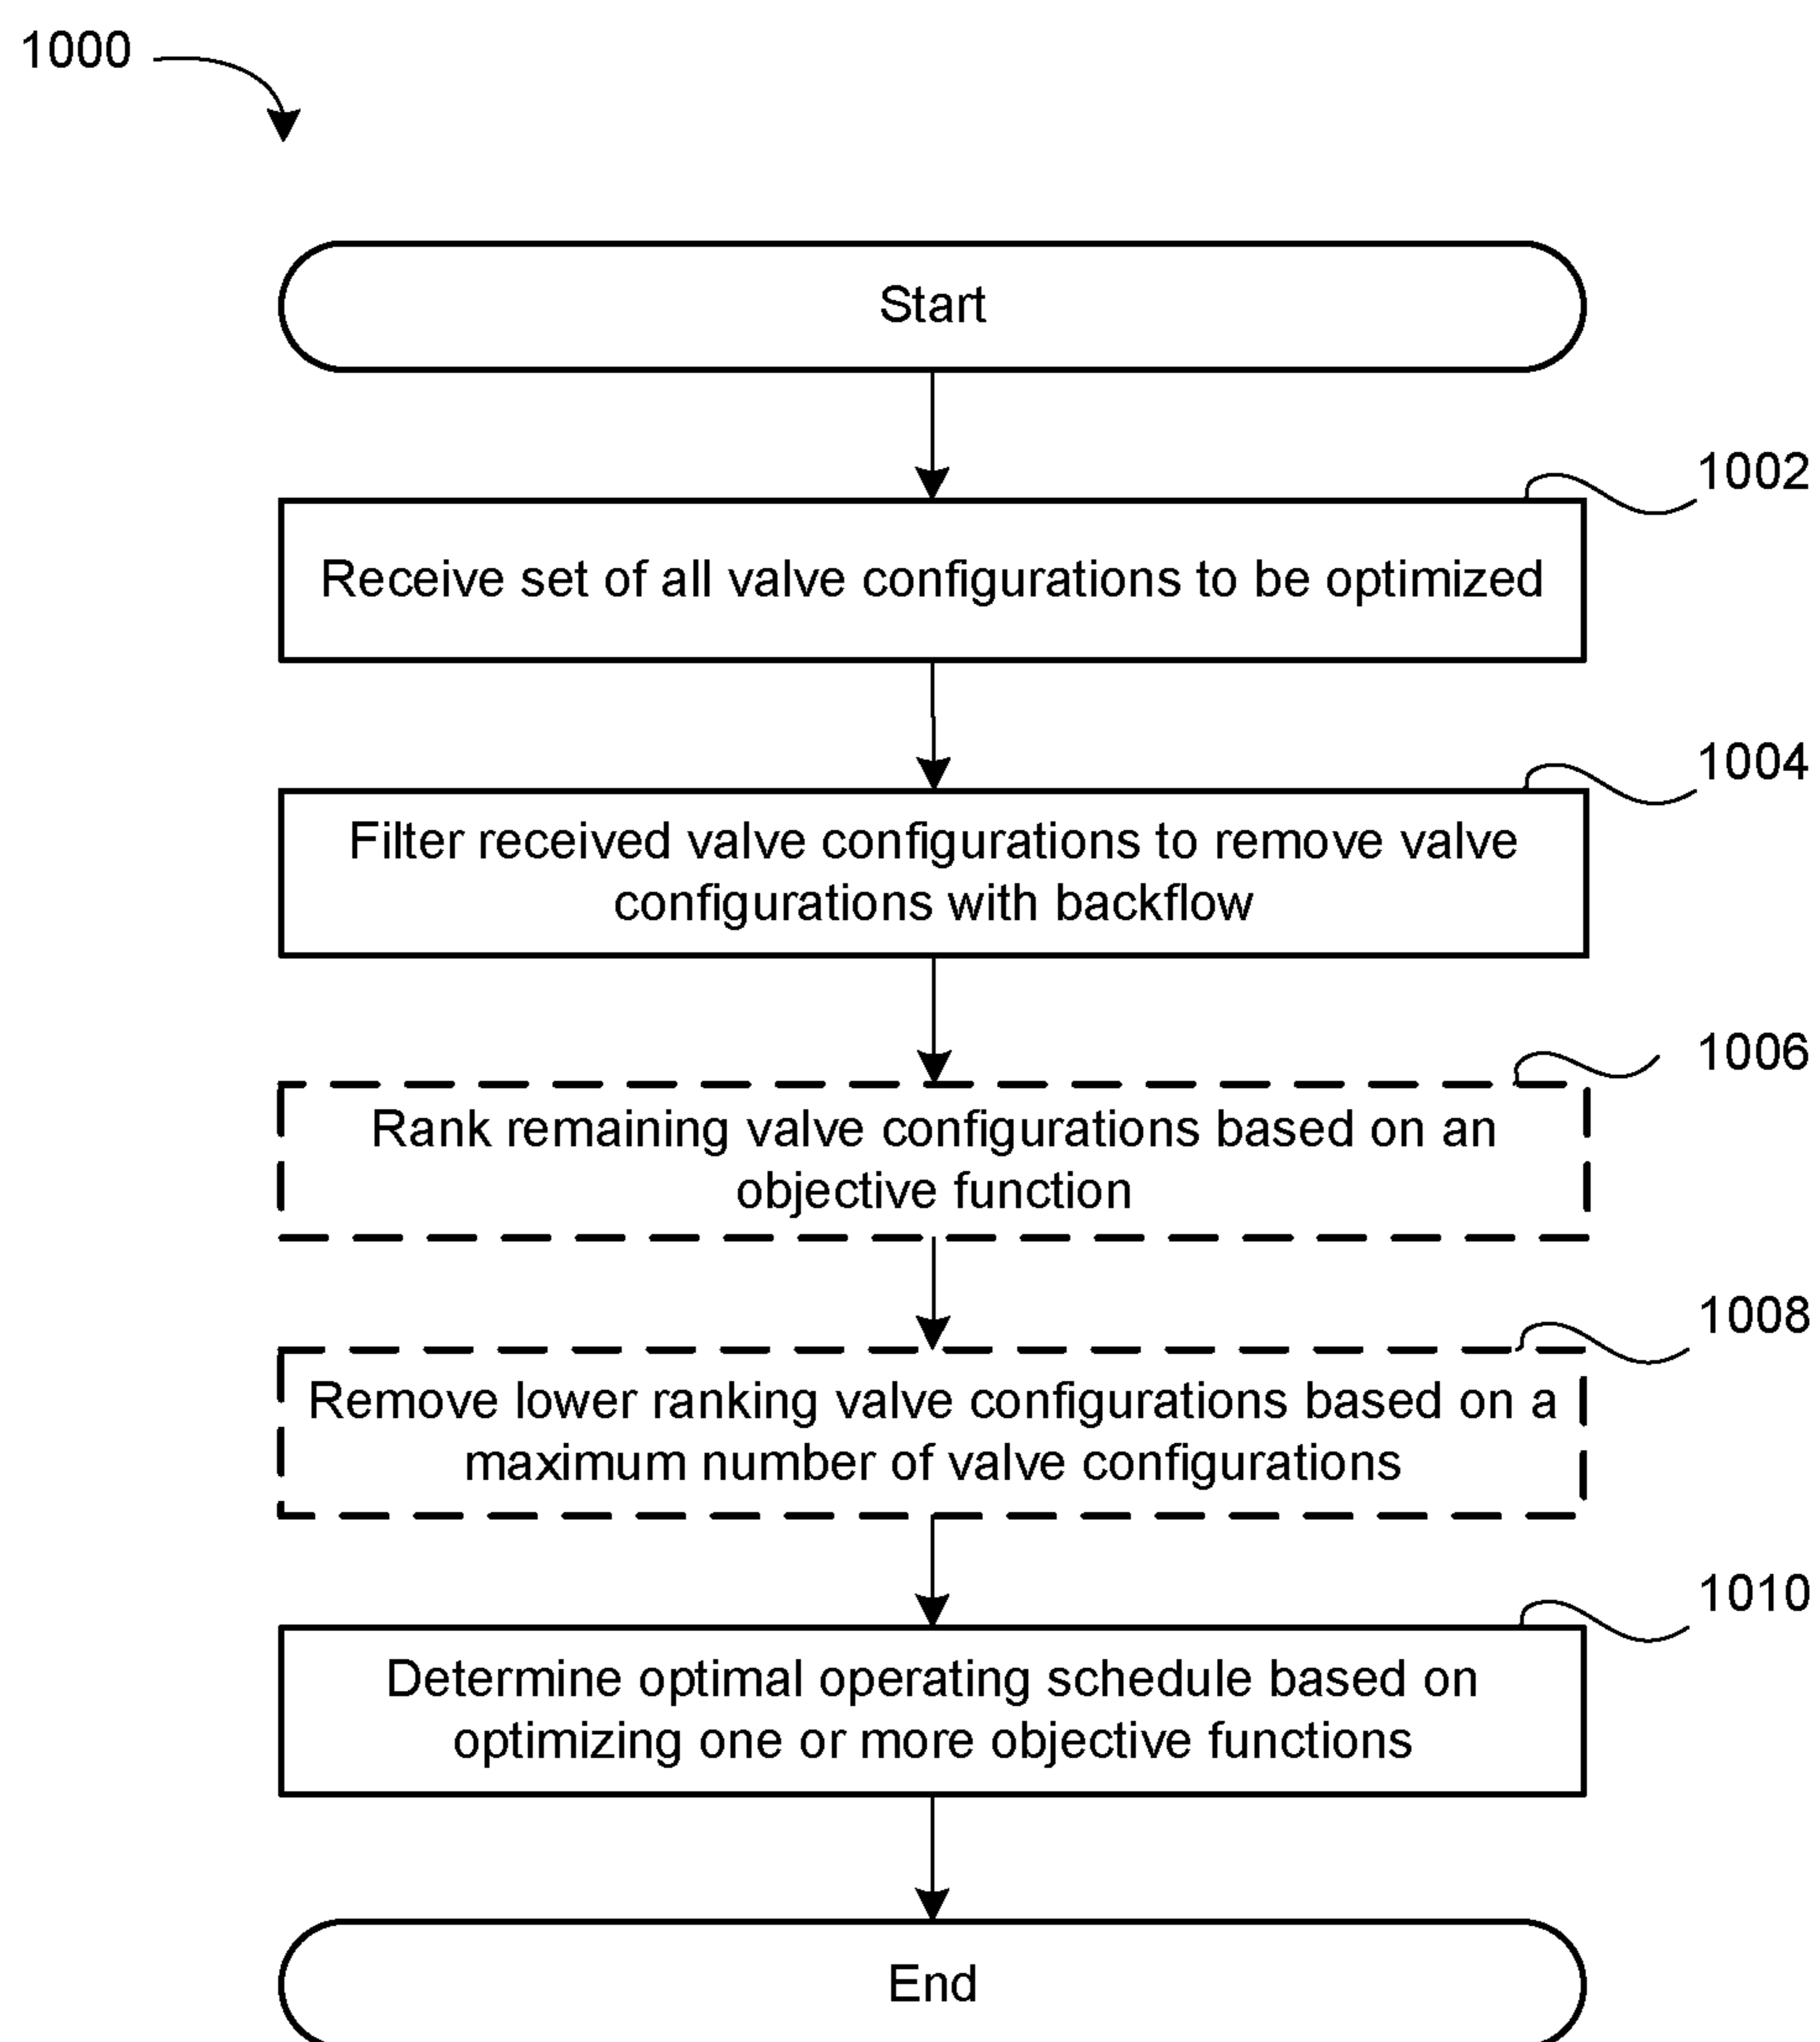 1000
Start
1002
Receive set of all valve configurations to be optimized
1004
Filter received valve configurations to remove valve
configurations with backflow
1006
Rank remaining valve configurations based on an
objective function
1008
Remove lower ranking valve configurations based on a
maximum number of valve configurations
1010
Determine optimal operating schedule based on
optimizing one or more objective functions
End